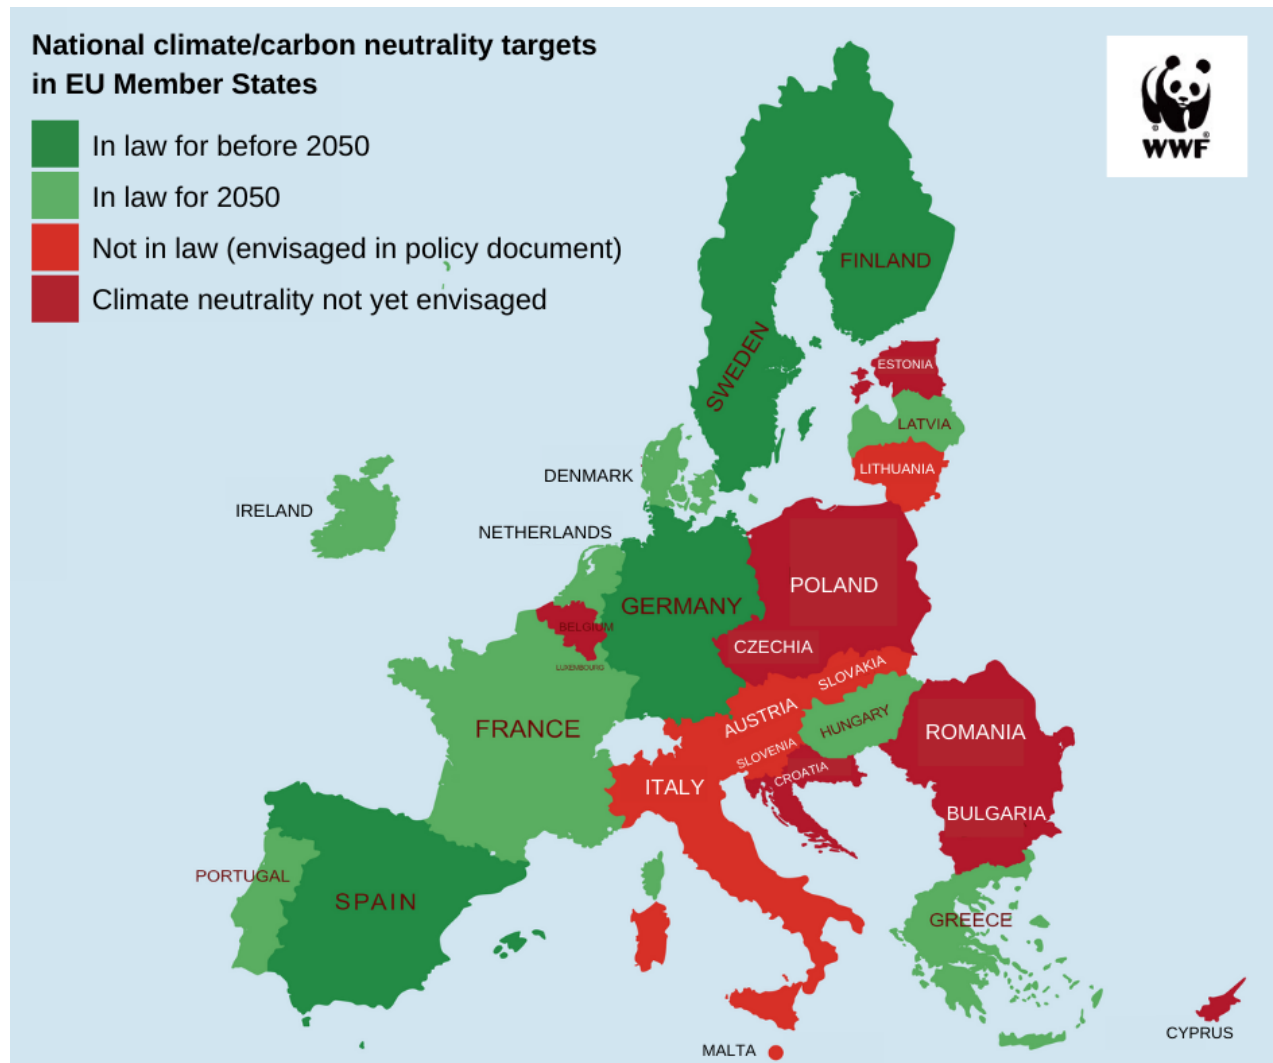 National climate/carbon neutrality targets
in EU Member States
In law for before 2050
In law for 2050
Not in law (envisaged in policy document)
Climate neutrality not yet envisaged
WWF
FINLAND
SWEDEN
ESTONIA
LATVIA
LITHUANIA
DENMARK
IRELAND
NETHERLANDS
POLAND
GERMANY
BELGIUM
CZECHIA
LUXEMBOURG
SLOVAKIA
AUSTRIA
HUNGARY
FRANCE
ROMANIA
SLOVENIA
CROATIA
ITALY
BULGARIA
PORTUGAL
SPAIN
GREECE
CYPRUS
MALTA